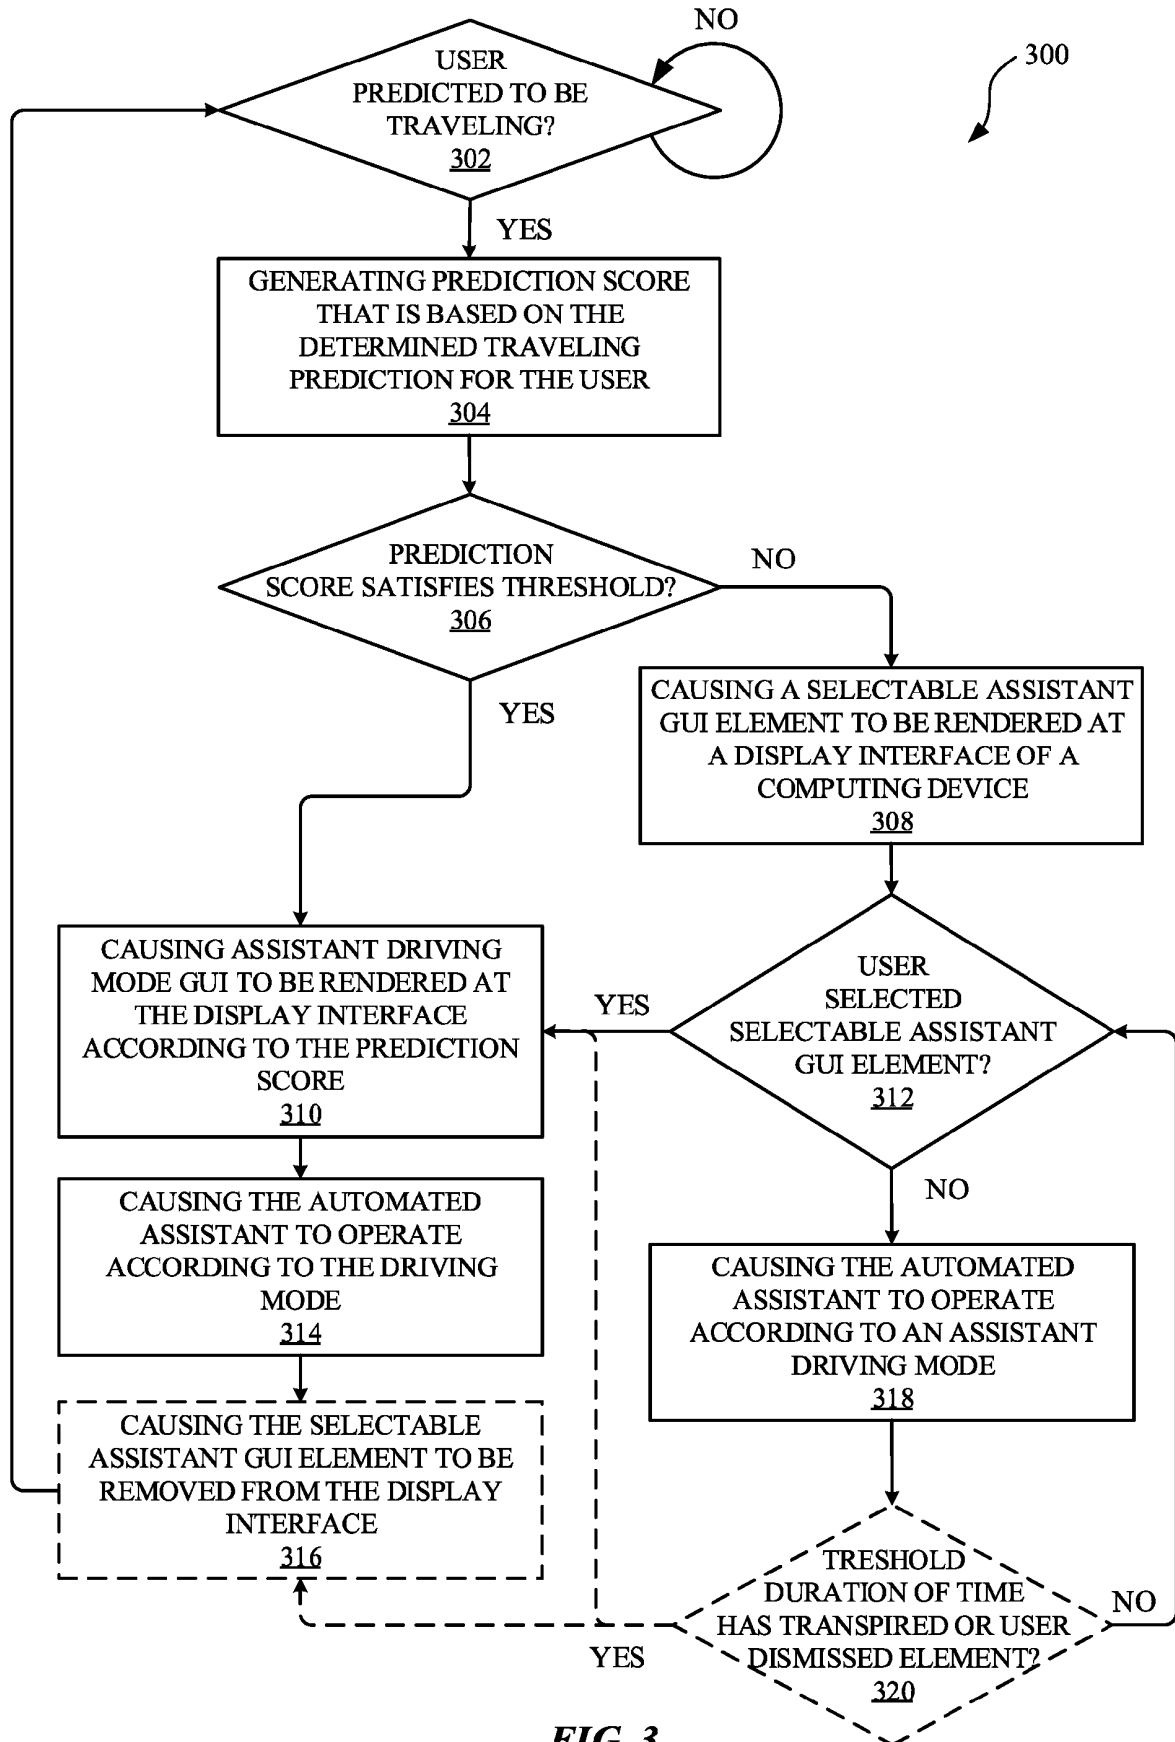 NO
300
USER
PREDICTED TO BE
TRAVELING?
302
YES
GENERATING PREDICTION SCORE
THAT IS BASED ON THE
DETERMINED TRAVELING
PREDICTION FOR THE USER
304
PREDICTION
SCORE SATISFIES THRESHOLD?
306
NO
YES
CAUSING A SELECTABLE ASSISTANT
GUI ELEMENT TO BE RENDERED AT
A DISPLAY INTERFACE OF A
COMPUTING DEVICE
308
CAUSING ASSISTANT DRIVING
MODE GUI TO BE RENDERED AT
THE DISPLAY INTERFACE
ACCORDING TO THE PREDICTION
SCORE
310
YES
USER
SELECTED
SELECTABLE ASSISTANT
GUI ELEMENT?
312
NO
CAUSING THE AUTOMATED
ASSISTANT TO OPERATE
ACCORDING TO THE DRIVING
MODE
314
CAUSING THE AUTOMATED
ASSISTANT TO OPERATE
ACCORDING TO AN ASSISTANT
DRIVING MODE
318
CAUSING THE SELECTABLE
ASSISTANT GUI ELEMENT TO BE
REMOVED FROM THE DISPLAY
INTERFACE
316
TRESHOLD
DURATION OF TIME
HAS TRANSPIRED OR USER
DISMISSED ELEMENT?
320
NO
YES
FIG. 3